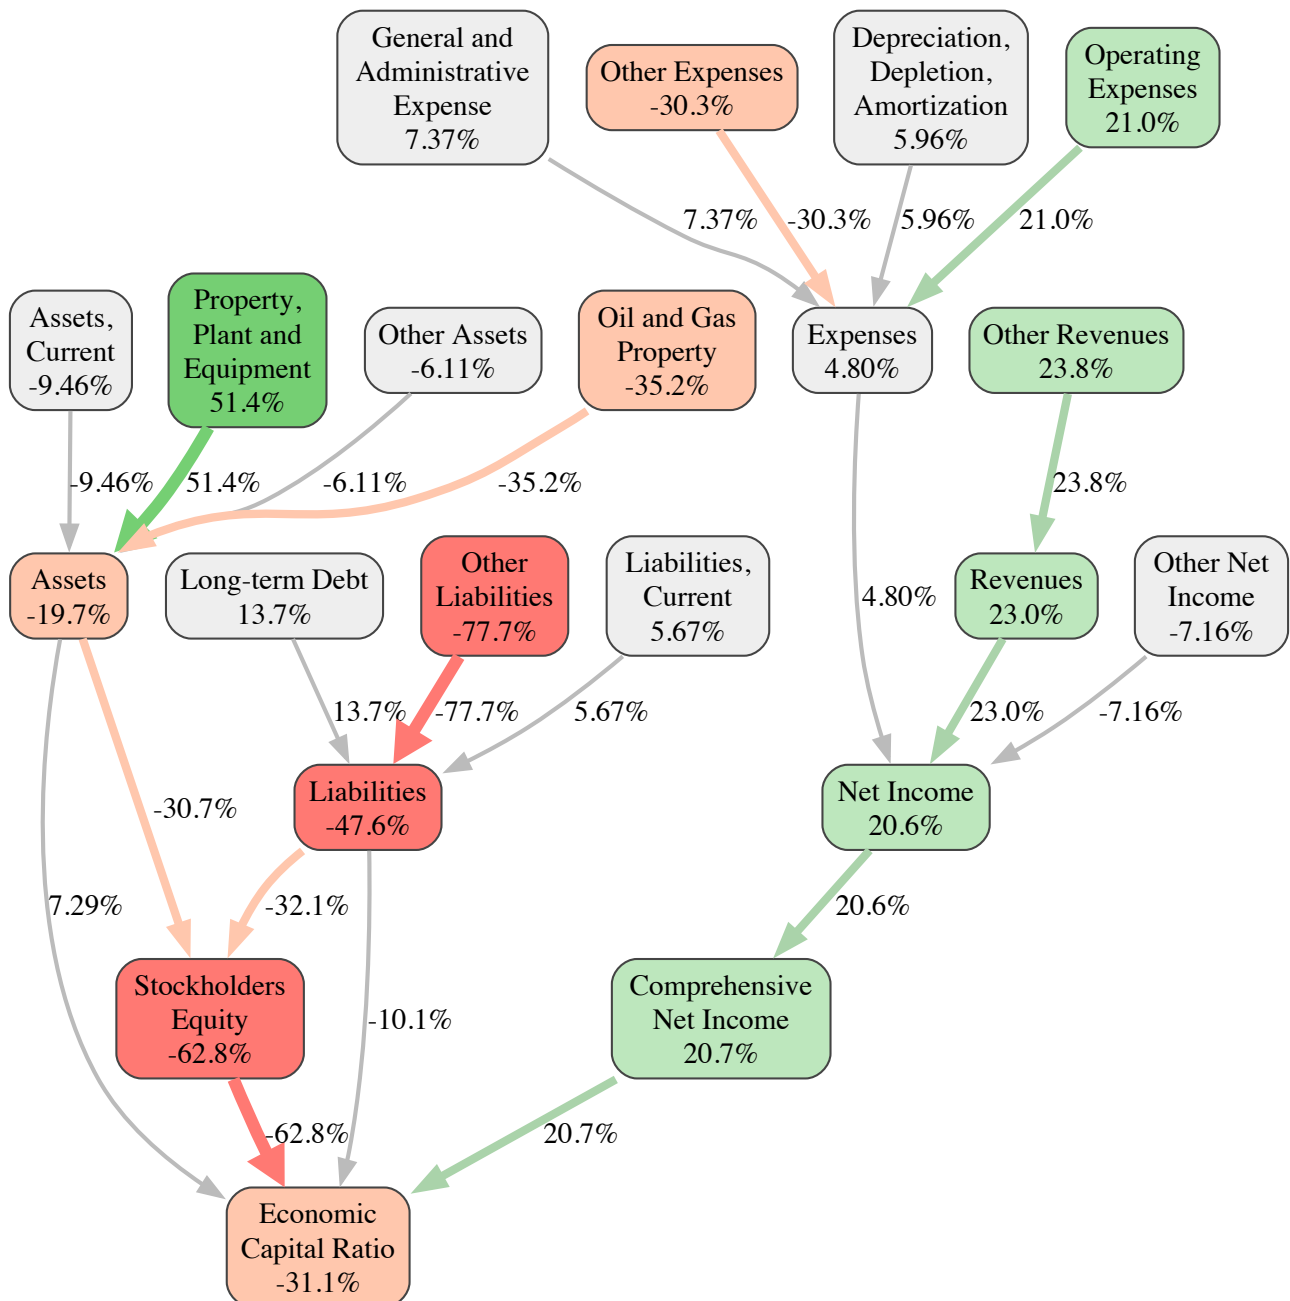 General and
Administrative
Expense
7.37%
Other Expenses
-30.3%
Depreciation,
Depletion,
Amortization
5.96%
Operating
Expenses
21.0%
7.37%
-30.3%
5.96%
21.0%
Assets,
Current
-9.46%
Property,
Plant and
Equipment
51.4%
Other Assets
-6.11%
Oil and Gas
Property
-35.2%
Expenses
4.80%
Other Revenues
23.8%
-9.46%
51.4%
-6.11%
-35.2%
23.8%
Assets
-19.7%
Long-term Debt
13.7%
Other
Liabilities
-77.7%
Liabilities,
Current
5.67%
4.80%
Revenues
23.0%
Other Net
Income
-7.16%
13.7%
-77.7%
5.67%
23.0%
-7.16%
-30.7%
Liabilities
-47.6%
Net Income
20.6%
7.29%
-32.1%
20.6%
Stockholders
Equity
-62.8%
-10.1%
Comprehensive
Net Income
20.7%
-62.8%
20.7%
Economic
Capital Ratio
-31.1%